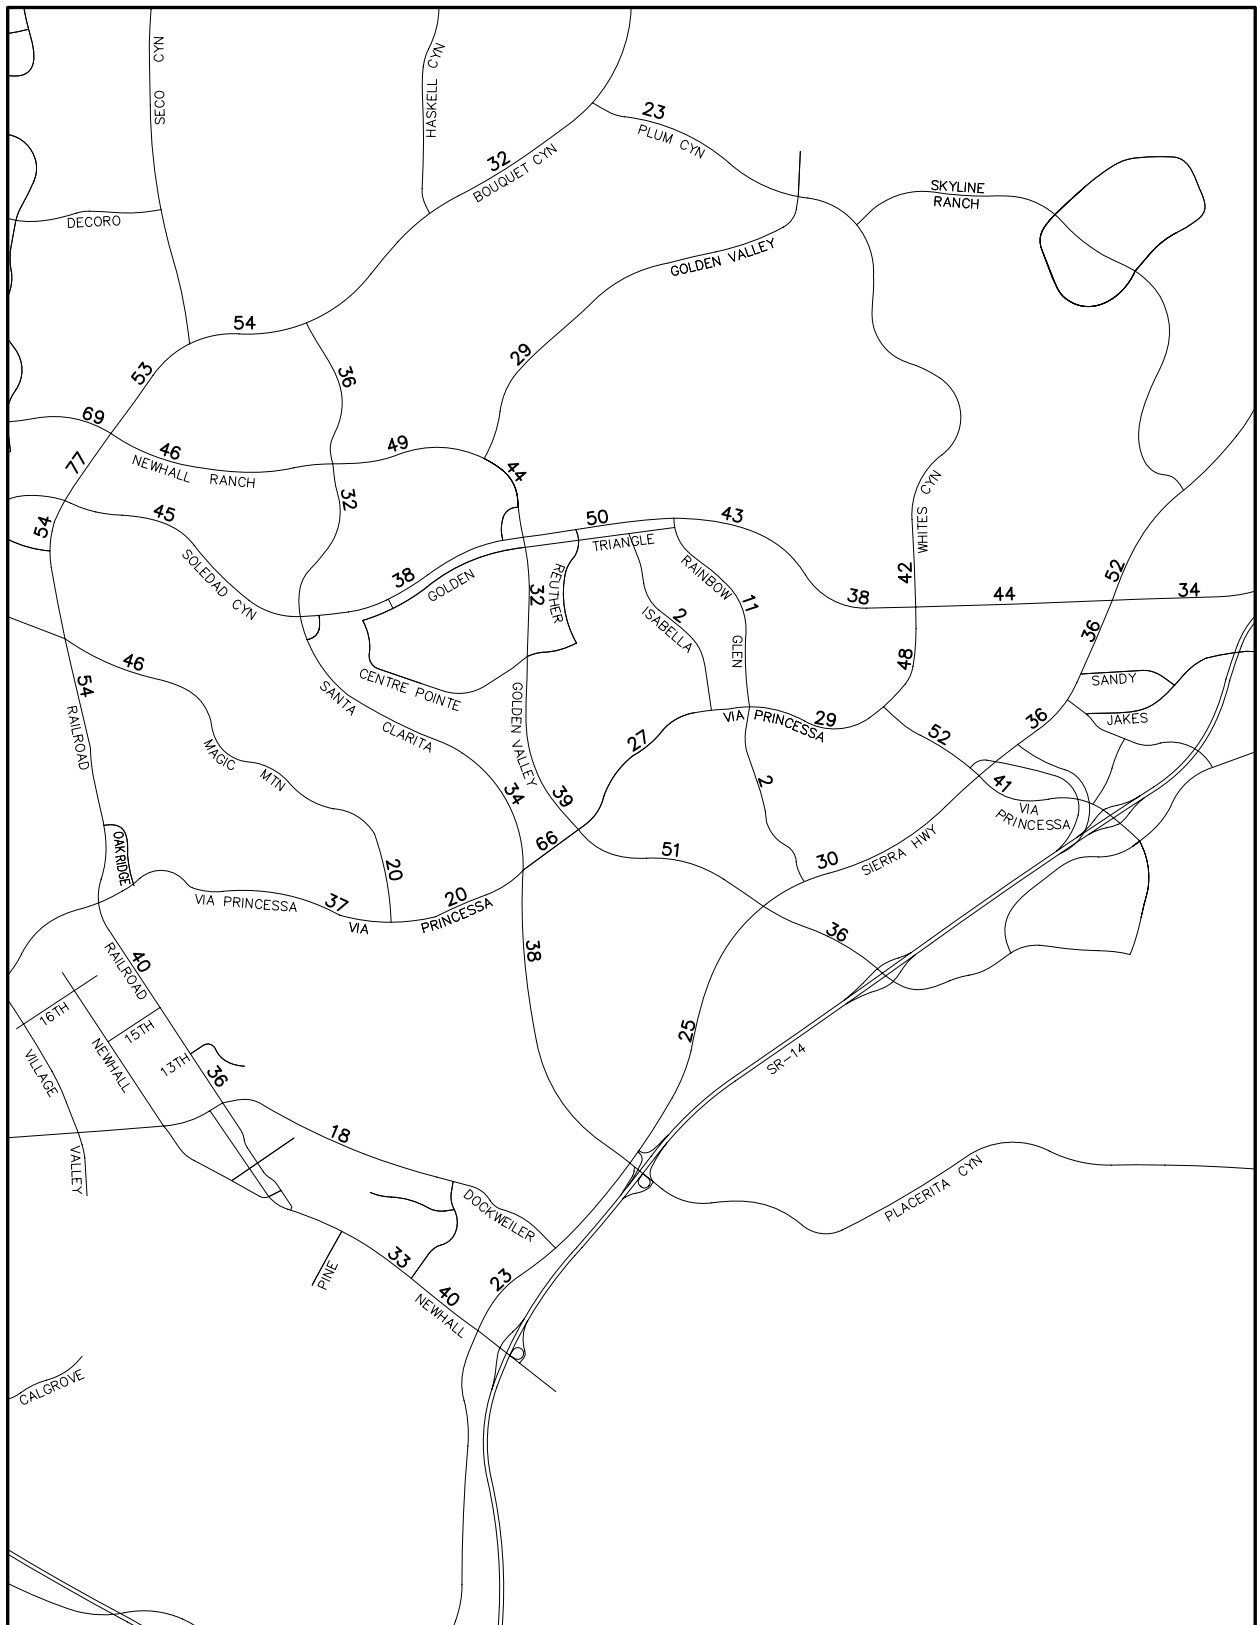 SECO CYN
HASKELL CYN
23
PLUM CYN
32
BOUQUET CYN
SKYLINE
RANCH
DECORO
GOLDEN VALLEY
54
53
36
29
69
46
NEWHALL RANCH
49
77
44
32
WHITES CYN
54
45
SOLEDAD CYN
50
TRIANGLE
43
38
GOLDEN
REUTHER
32
RAINBOW
11
GLEN
2
ISABELLA
42
38
44
52
34
36
46
54
RAILROAD
CENTRE POINTE
SANTA CLARITA
GOLDEN VALLEY
48
SANDY
JAKES
VIA PRINCESSA
29
27
52
36
MAGIC MTN
34
39
2
41
VIA
PRINCESSA
OAK RIDGE
66
51
30
SIERRA HWY
20
VIA PRINCESSA
37
VIA
20
PRINCESSA
40
RAILROAD
38
36
16TH
15TH
13TH
VILLAGE
NEWHALL
36
25
SR-14
18
VALLEY
DOCKWEILER
PLACERITA CYN
PINE
33
23
40
NEWHALL
CALGROVE